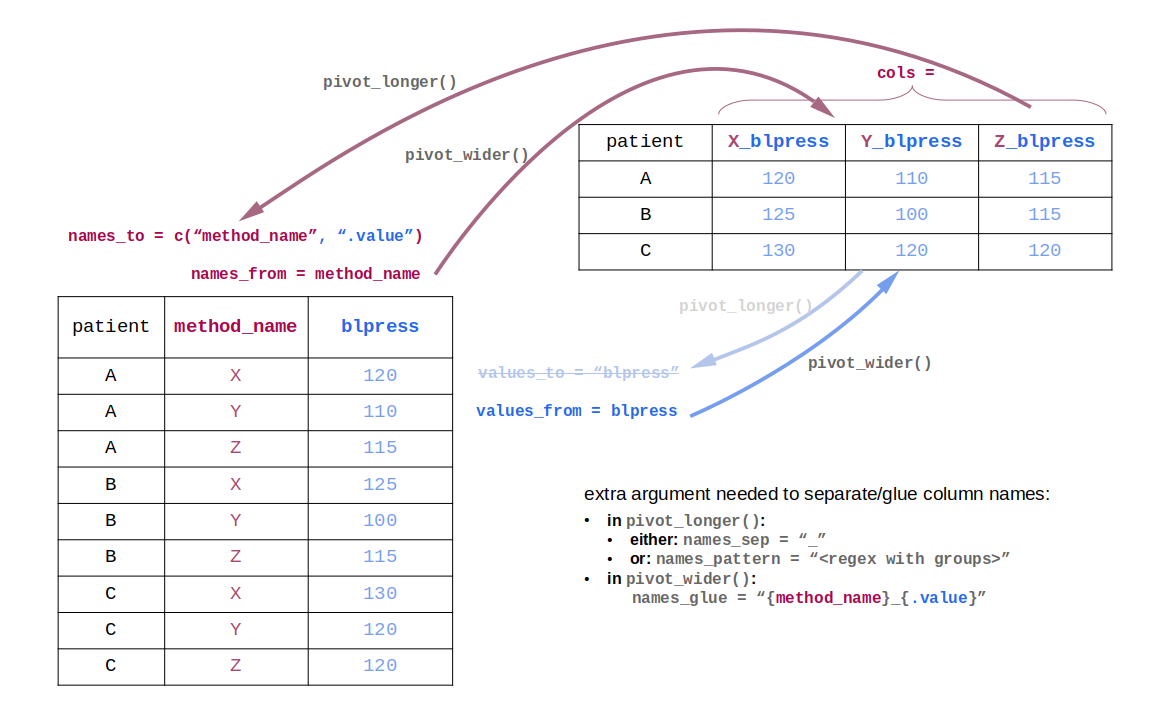 pivot_longer()
cols =
pivot_wider()
patient X_blpress Y_blpress Z_blpress
A 120 110 115
B 125 100 115
C 130 120 120
names_to = c(“method_name”, “.value”)
names_from = method_name
patient method_name blpress
A X 120
A Y 110
A Z 115
B X 125
B Y 100
B Z 115
C X 130
C Y 120
C Z 120
pivot_longer()
values_to = “blpress”
pivot_wider()
values_from = blpress
extra argument needed to separate/glue column names:
• in pivot_longer():
• either: names_sep = “_”
• or: names_pattern = “<regex with groups>”
• in pivot_wider():
names_glue = “{method_name}_{.value}”